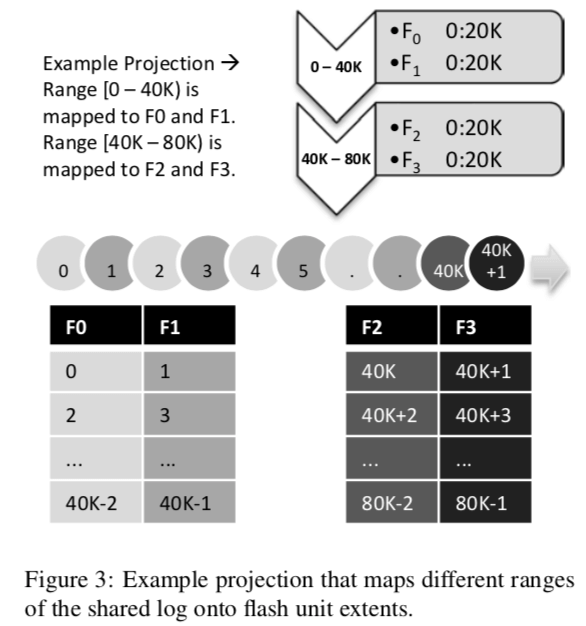 Example Projection →
Range [0 – 40K) is
mapped to F0 and F1.
Range [40K – 80K) is
mapped to F2 and F3.
0 – 40K
•F₀ 0:20K
•F₁ 0:20K
40K – 80K
•F₂ 0:20K
•F₃ 0:20K
0 1 2 3 4 5 . . 40K 40K
+1
F0 F1 F2 F3
0 1 40K 40K+1
2 3 40K+2 40K+3
... ... ... ...
40K-2 40K-1 80K-2 80K-1
Figure 3: Example projection that maps different ranges
of the shared log onto flash unit extents.